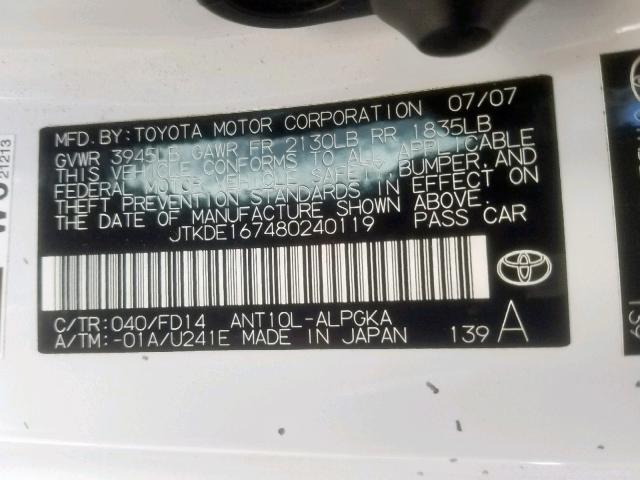 MFD.BY:TOYOTA MOTOR CORPORATION 07/07
GVWR 3945LB GAWR FR 2130LB RR 1835LB
THIS VEHICLE CONFORMS TO ALL APPLICABLE
FEDERAL MOTOR VEHICLE SAFETY, BUMPER, AND
THEFT PREVENTION STANDARDS IN EFFECT ON
THE DATE OF MANUFACTURE SHOWN ABOVE.
JTKDE167480240119 PASS CAR
C/TR:040/FD14 ANT10L-ALPGKA
A/TM:-01A/U241E MADE IN JAPAN 139 A
21213